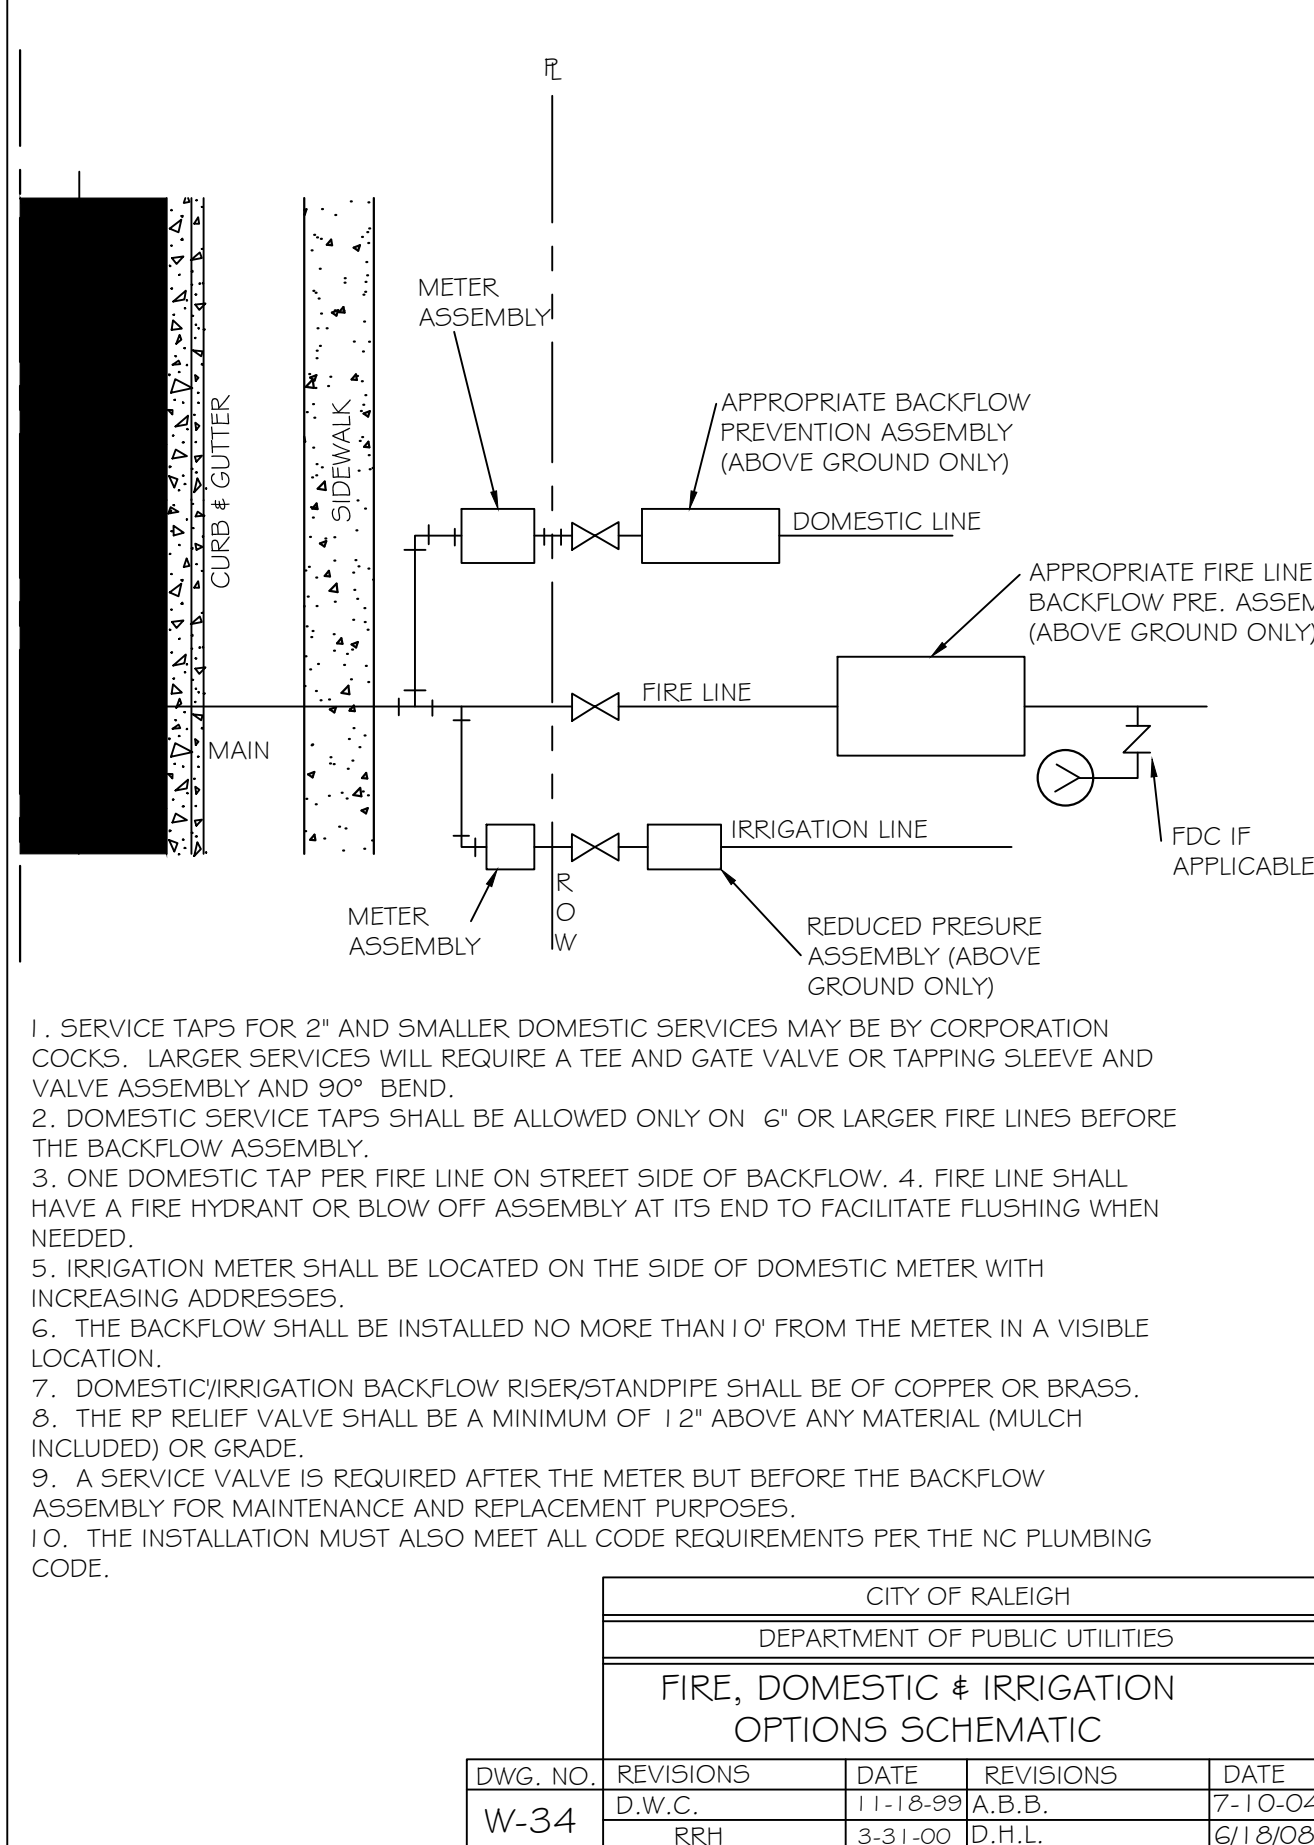 PL
METER
ASSEMBLY
CURB & GUTTER
SIDEWALK
APPROPRIATE BACKFLOW
PREVENTION ASSEMBLY
(ABOVE GROUND ONLY)
DOMESTIC LINE
APPROPRIATE FIRE LINE
BACKFLOW PRE. ASSEM
(ABOVE GROUND ONLY)
FIRE LINE
MAIN
IRRIGATION LINE
FDC IF
APPLICABLE
ROW
METER
ASSEMBLY
REDUCED PRESURE
ASSEMBLY (ABOVE
GROUND ONLY)
1. SERVICE TAPS FOR 2" AND SMALLER DOMESTIC SERVICES MAY BE BY CORPORATION
COCKS. LARGER SERVICES WILL REQUIRE A TEE AND GATE VALVE OR TAPPING SLEEVE AND
VALVE ASSEMBLY AND 90° BEND.
2. DOMESTIC SERVICE TAPS SHALL BE ALLOWED ONLY ON 6" OR LARGER FIRE LINES BEFORE
THE BACKFLOW ASSEMBLY.
3. ONE DOMESTIC TAP PER FIRE LINE ON STREET SIDE OF BACKFLOW. 4. FIRE LINE SHALL
HAVE A FIRE HYDRANT OR BLOW OFF ASSEMBLY AT ITS END TO FACILITATE FLUSHING WHEN
NEEDED.
5. IRRIGATION METER SHALL BE LOCATED ON THE SIDE OF DOMESTIC METER WITH
INCREASING ADDRESSES.
6. THE BACKFLOW SHALL BE INSTALLED NO MORE THAN10' FROM THE METER IN A VISIBLE
LOCATION.
7. DOMESTIC'/IRRIGATION BACKFLOW RISER/STANDPIPE SHALL BE OF COPPER OR BRASS.
8. THE RP RELIEF VALVE SHALL BE A MINIMUM OF 12" ABOVE ANY MATERIAL (MULCH
INCLUDED) OR GRADE.
9. A SERVICE VALVE IS REQUIRED AFTER THE METER BUT BEFORE THE BACKFLOW
ASSEMBLY FOR MAINTENANCE AND REPLACEMENT PURPOSES.
10. THE INSTALLATION MUST ALSO MEET ALL CODE REQUIREMENTS PER THE NC PLUMBING
CODE.
CITY OF RALEIGH
DEPARTMENT OF PUBLIC UTILITIES
FIRE, DOMESTIC & IRRIGATION
OPTIONS SCHEMATIC
DWG. NO. REVISIONS DATE REVISIONS DATE
W-34
D.W.C. 11-18-99 A.B.B. 7-10-04
RRH 3-31-00 D.H.L. 6/18/08